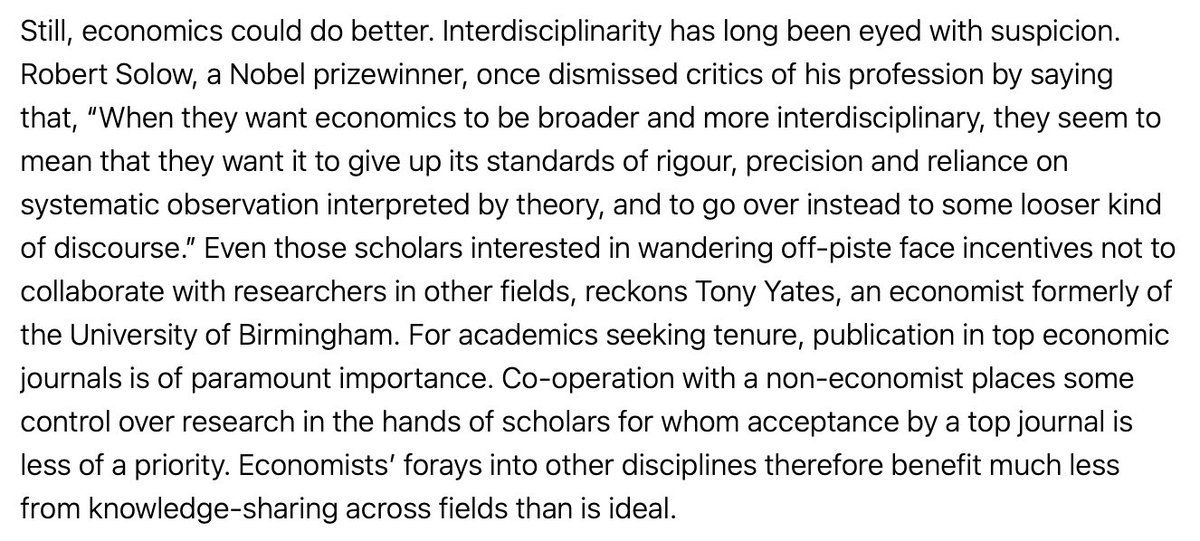 Still, economics could do better. Interdisciplinarity has long been eyed with suspicion.
Robert Solow, a Nobel prizewinner, once dismissed critics of his profession by saying
that, “When they want economics to be broader and more interdisciplinary, they seem to
mean that they want it to give up its standards of rigour, precision and reliance on
systematic observation interpreted by theory, and to go over instead to some looser kind
of discourse.” Even those scholars interested in wandering off-piste face incentives not to
collaborate with researchers in other fields, reckons Tony Yates, an economist formerly of
the University of Birmingham. For academics seeking tenure, publication in top economic
journals is of paramount importance. Co-operation with a non-economist places some
control over research in the hands of scholars for whom acceptance by a top journal is
less of a priority. Economists’ forays into other disciplines therefore benefit much less
from knowledge-sharing across fields than is ideal.